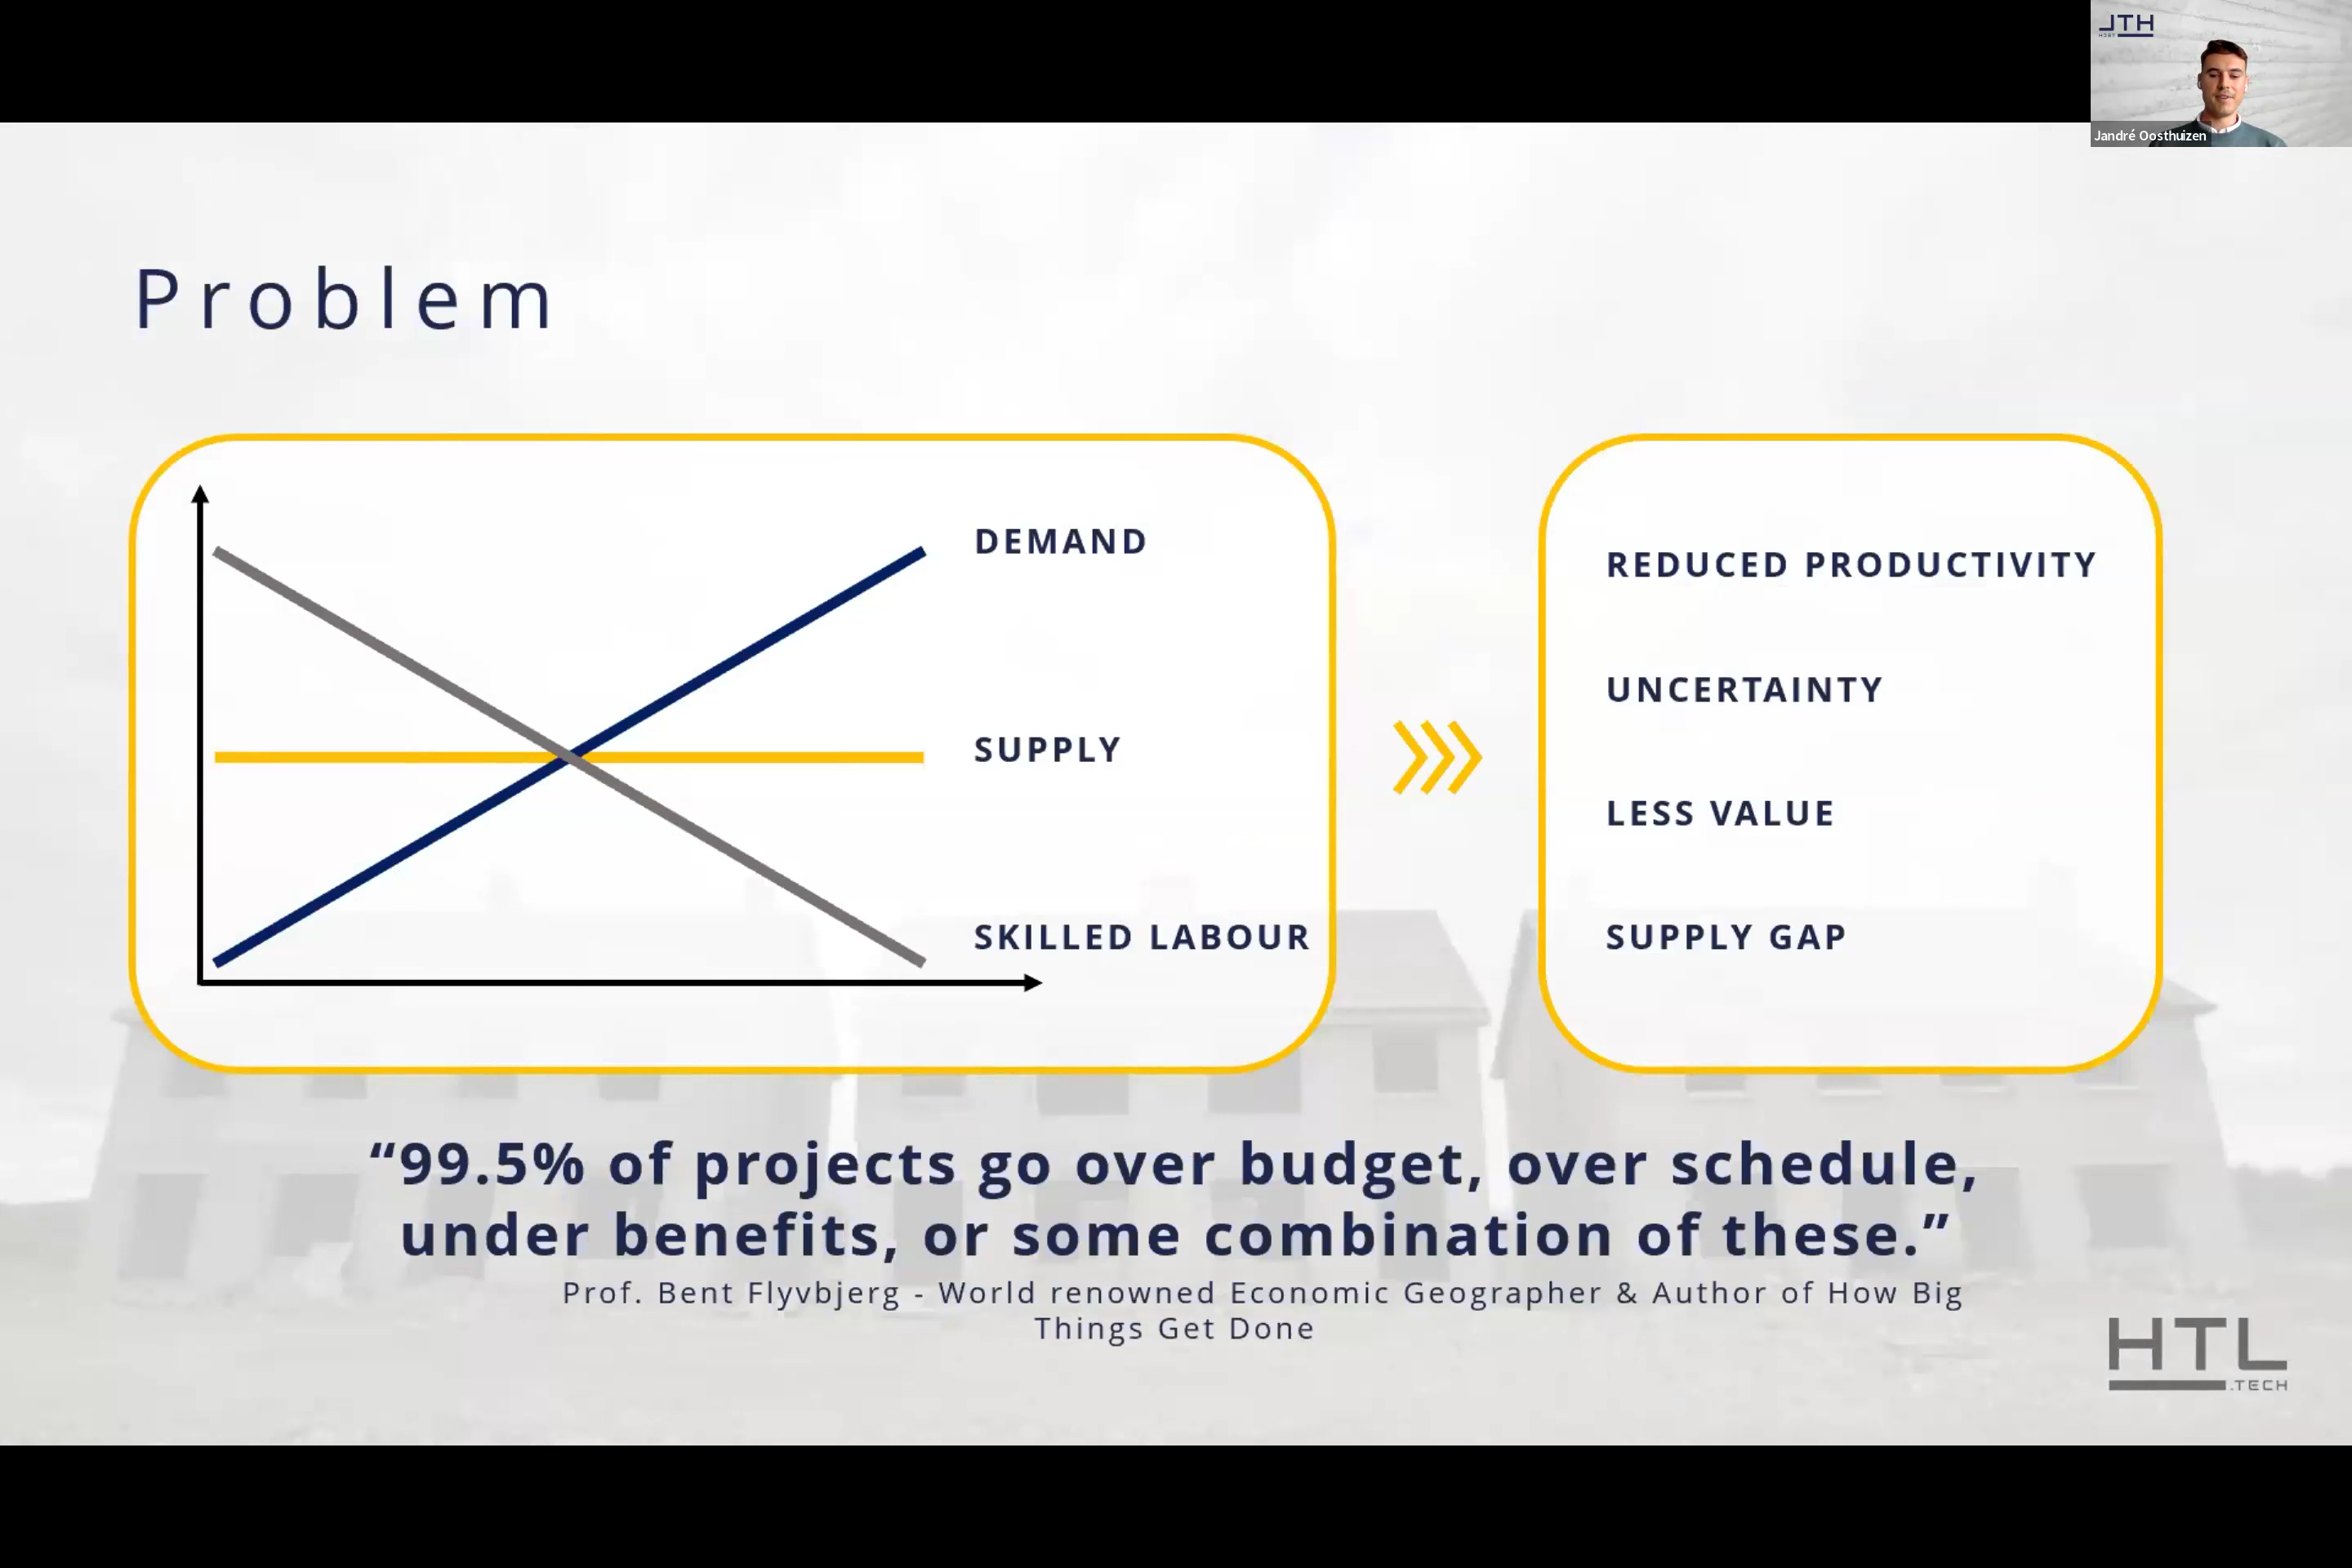 JTH
Jandré Oosthuizen
Problem
DEMAND
SUPPLY
SKILLED LABOUR
REDUCED PRODUCTIVITY
UNCERTAINTY
LESS VALUE
SUPPLY GAP
“99.5% of projects go over budget, over schedule,
under benefits, or some combination of these.”
Prof. Bent Flyvbjerg - World renowned Economic Geographer & Author of How Big
Things Get Done
HTL
.TECH